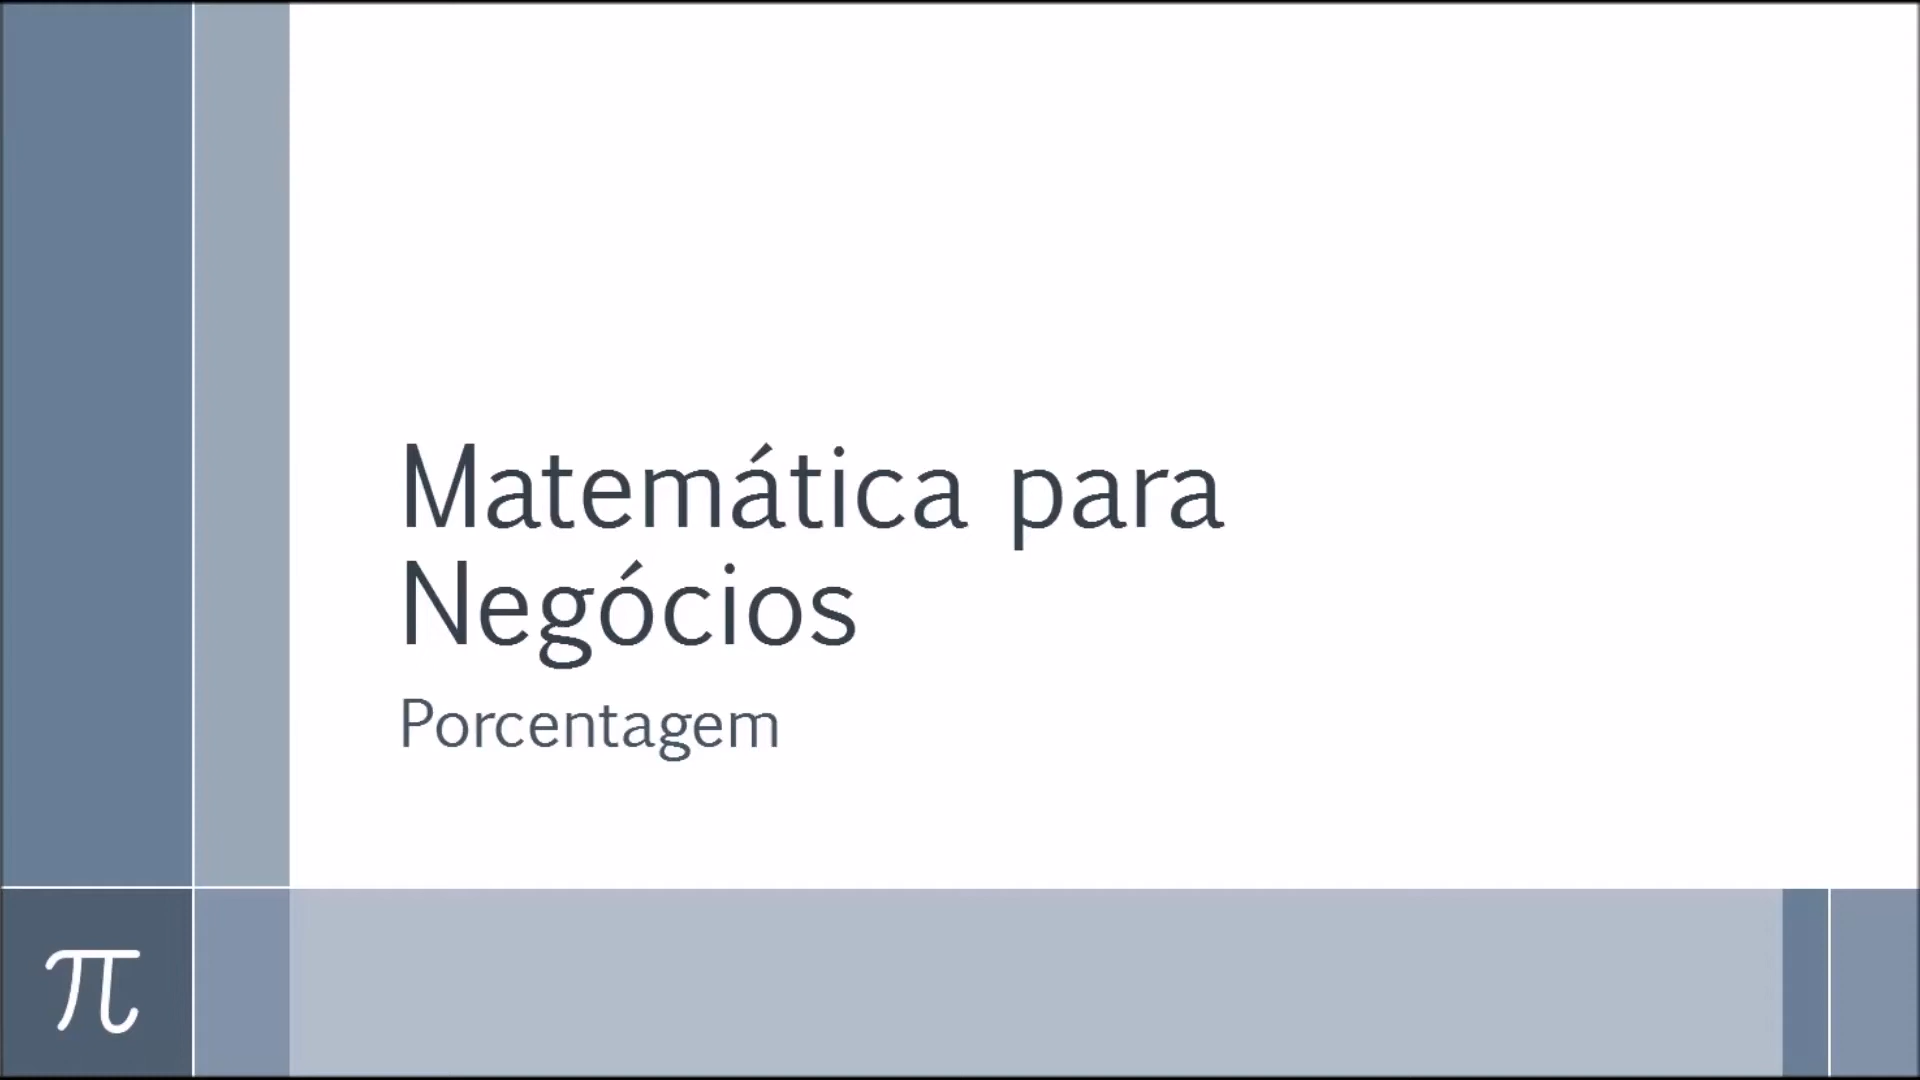 Matemática para
Negócios
Porcentagem
π